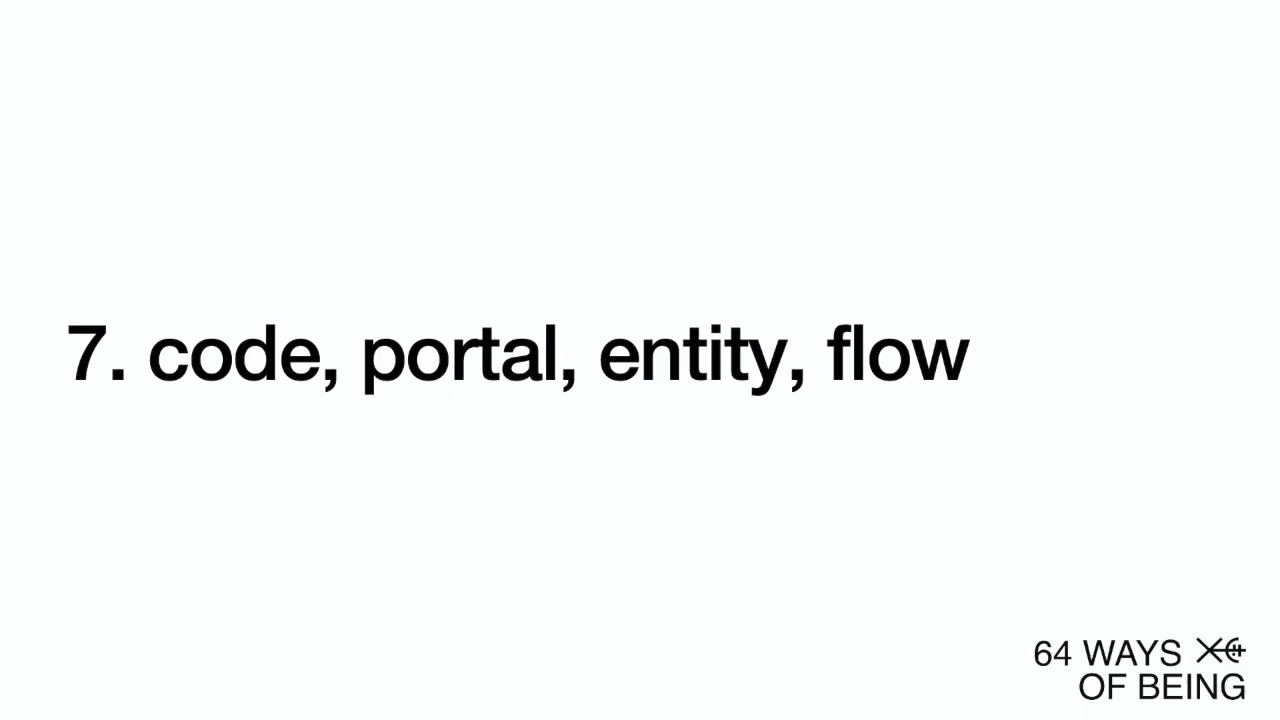 7. code, portal, entity, flow
64 WAYS
OF BEING